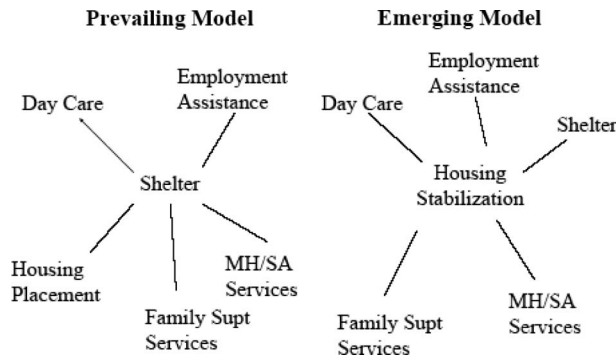 Prevailing Model
Employment
Assistance
Day Care
Shelter
Housing
Placement
MH/SA
Services
Family Supt
Services
Emerging Model
Employment
Assistance
Day Care
Shelter
Housing
Stabilization
MH/SA
Services
Family Supt
Services